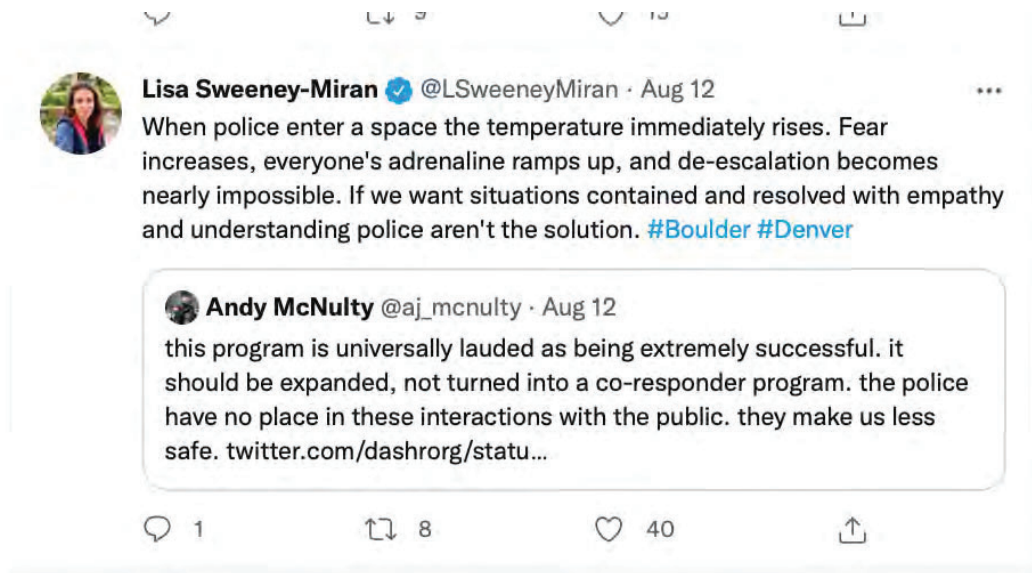 Lisa Sweeney-Miran @LSweeneyMiran · Aug 12
When police enter a space the temperature immediately rises. Fear
increases, everyone's adrenaline ramps up, and de-escalation becomes
nearly impossible. If we want situations contained and resolved with empathy
and understanding police aren't the solution. #Boulder #Denver
Andy McNulty @aj_mcnulty · Aug 12
this program is universally lauded as being extremely successful. it
should be expanded, not turned into a co-responder program. the police
have no place in these interactions with the public. they make us less
safe. twitter.com/dashrorg/statu...
1 8 40